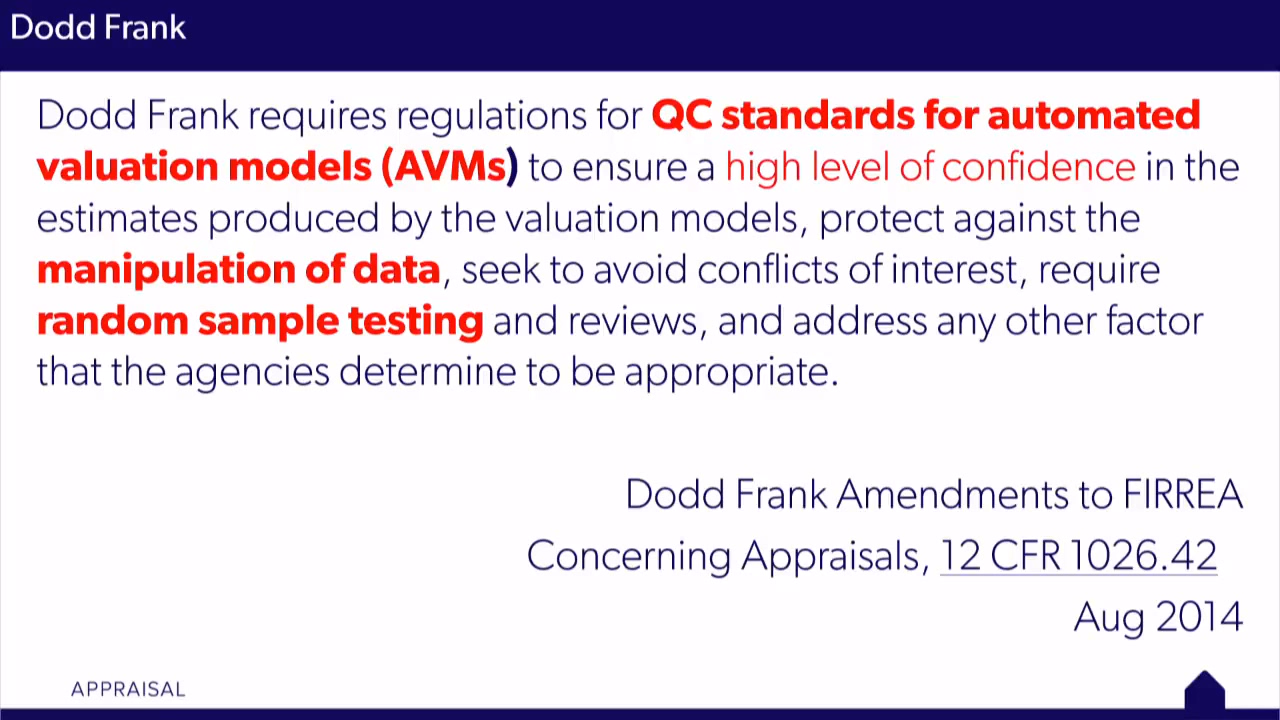 Dodd Frank
Dodd Frank requires regulations for QC standards for automated
valuation models (AVMs) to ensure a high level of confidence in the
estimates produced by the valuation models, protect against the
manipulation of data, seek to avoid conflicts of interest, require
random sample testing and reviews, and address any other factor
that the agencies determine to be appropriate.
Dodd Frank Amendments to FIRREA
Concerning Appraisals, 12 CFR 1026.42
Aug 2014
APPRAISAL